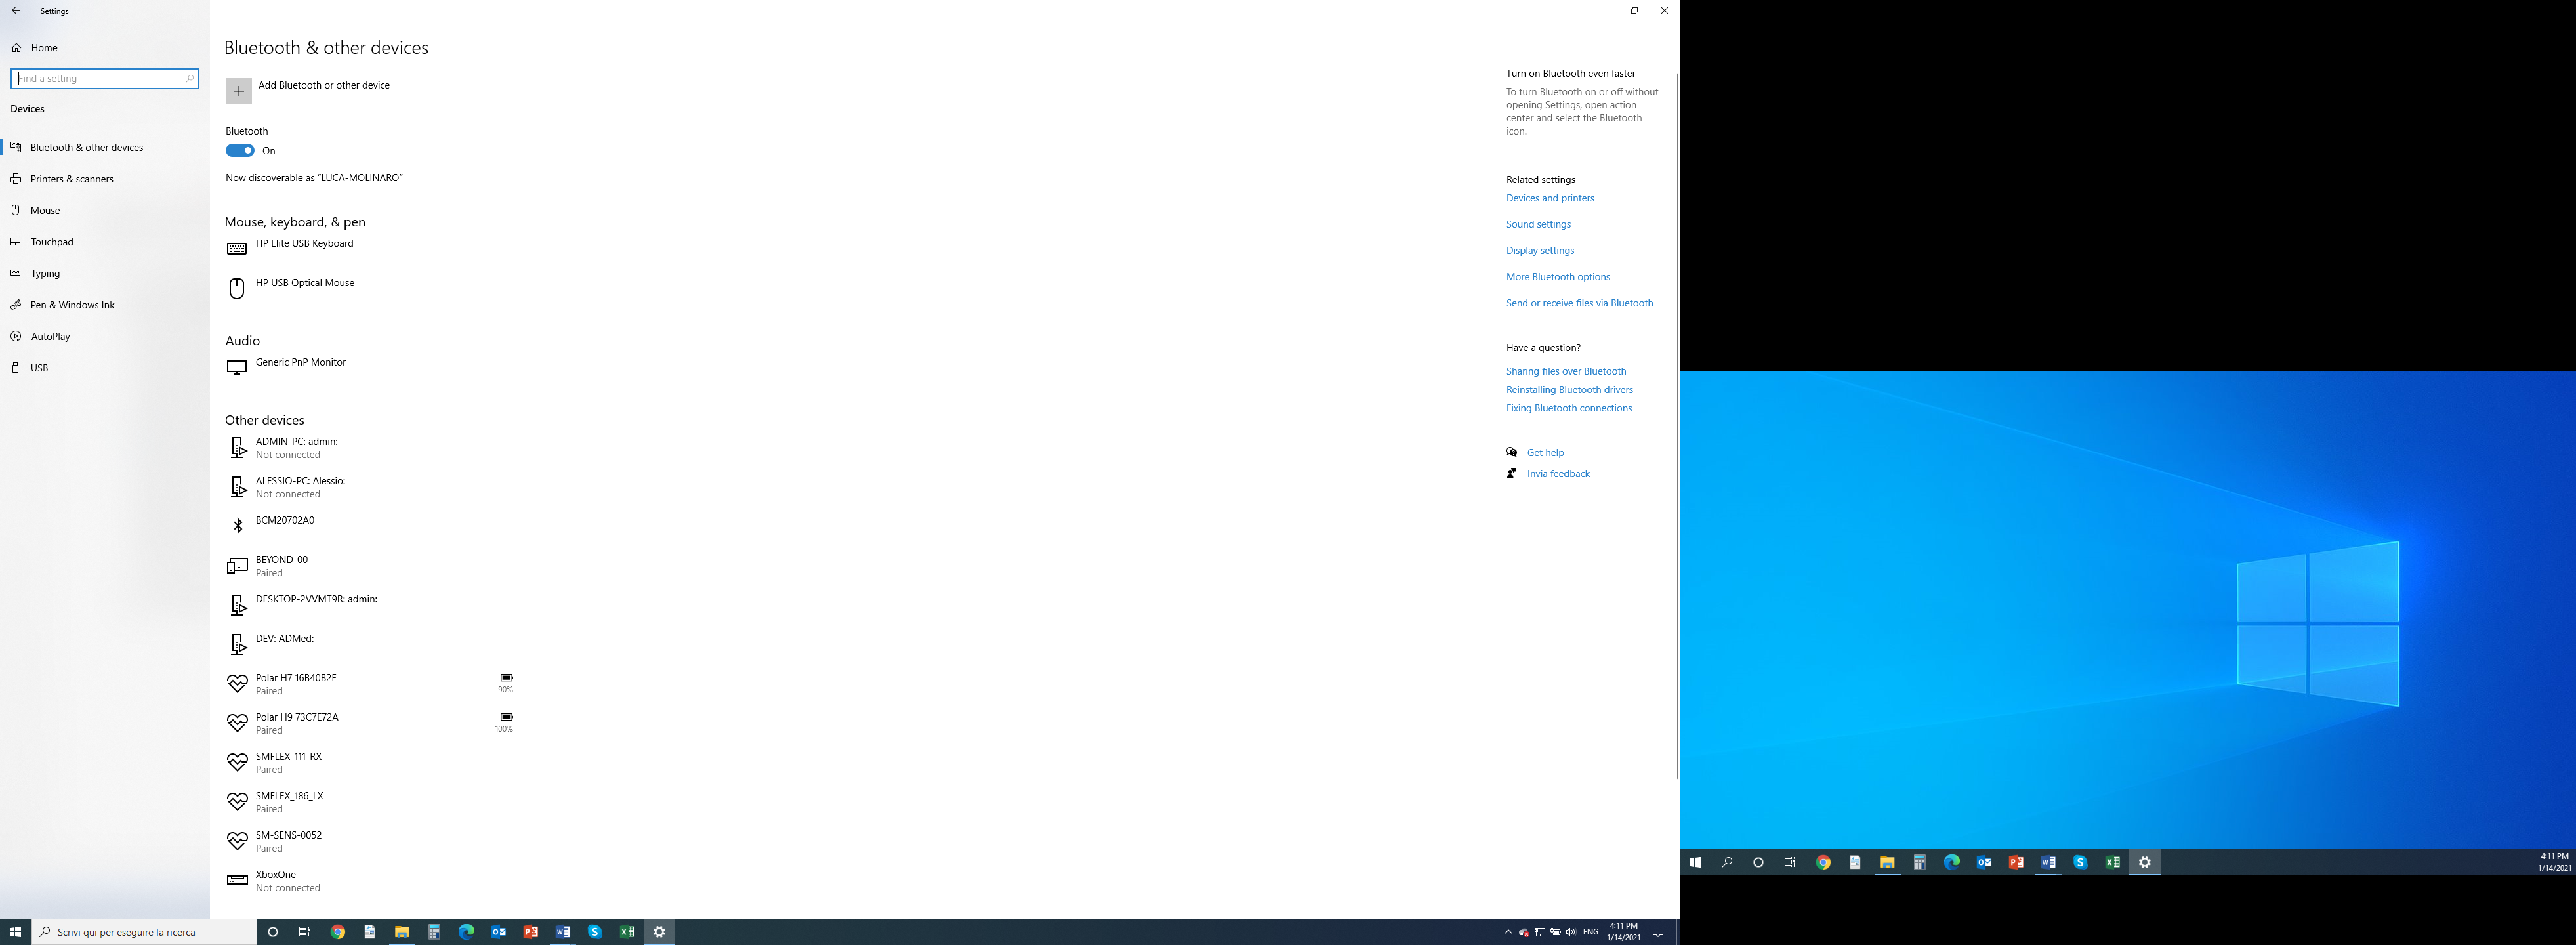 Settings
Home
Find a setting
Devices
Bluetooth & other devices
Printers & scanners
Mouse
Touchpad
Typing
Pen & Windows Ink
AutoPlay
USB
Bluetooth & other devices
Add Bluetooth or other device
Bluetooth
On
Now discoverable as "LUCA-MOLINARO"
Mouse, keyboard, & pen
HP Elite USB Keyboard
HP USB Optical Mouse
Audio
Generic PnP Monitor
Other devices
ADMIN-PC: admin:
Not connected
ALESSIO-PC: Alessio:
Not connected
BCM20702A0
BEYOND_00
Paired
DESKTOP-2VVMT9R: admin:
DEV: ADMed:
Polar H7 16B40B2F
Paired
90%
Polar H9 73C7E72A
Paired
100%
SMFLEX_111_RX
Paired
SMFLEX_186_LX
Paired
SM-SENS-0052
Paired
XboxOne
Not connected
Turn on Bluetooth even faster
To turn Bluetooth on or off without
opening Settings, open action
center and select the Bluetooth
icon.
Related settings
Devices and printers
Sound settings
Display settings
More Bluetooth options
Send or receive files via Bluetooth
Have a question?
Sharing files over Bluetooth
Reinstalling Bluetooth drivers
Fixing Bluetooth connections
Get help
Invia feedback
Scrivi qui per eseguire la ricerca
ENG
4:11 PM
1/14/2021
4:11 PM
1/14/2021